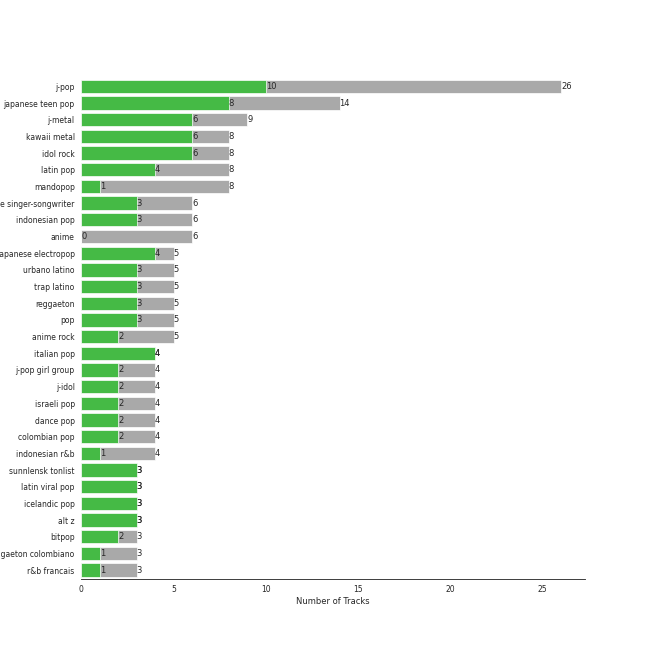 j-pop 10 26
japanese teen pop 8 14
j-metal 6 9
kawaii metal 6 8
idol rock 6 8
latin pop 4 8
mandopop 1 8
e singer-songwriter 3 6
indonesian pop 3 6
anime 0 6
apanese electropop 4 5
urbano latino 3 5
trap latino 3 5
reggaeton 3 5
pop 3 5
anime rock 2 5
italian pop 4
j-pop girl group 2 4
j-idol 2 4
israeli pop 2 4
dance pop 2 4
colombian pop 2 4
indonesian r&b 1 4
sunnlensk tonlist 3
latin viral pop 3
icelandic pop 3
alt z 3
bitpop 2 3
gaeton colombiano 1 3
r&b francais 1 3
0 5 10 15 20 25
Number of Tracks